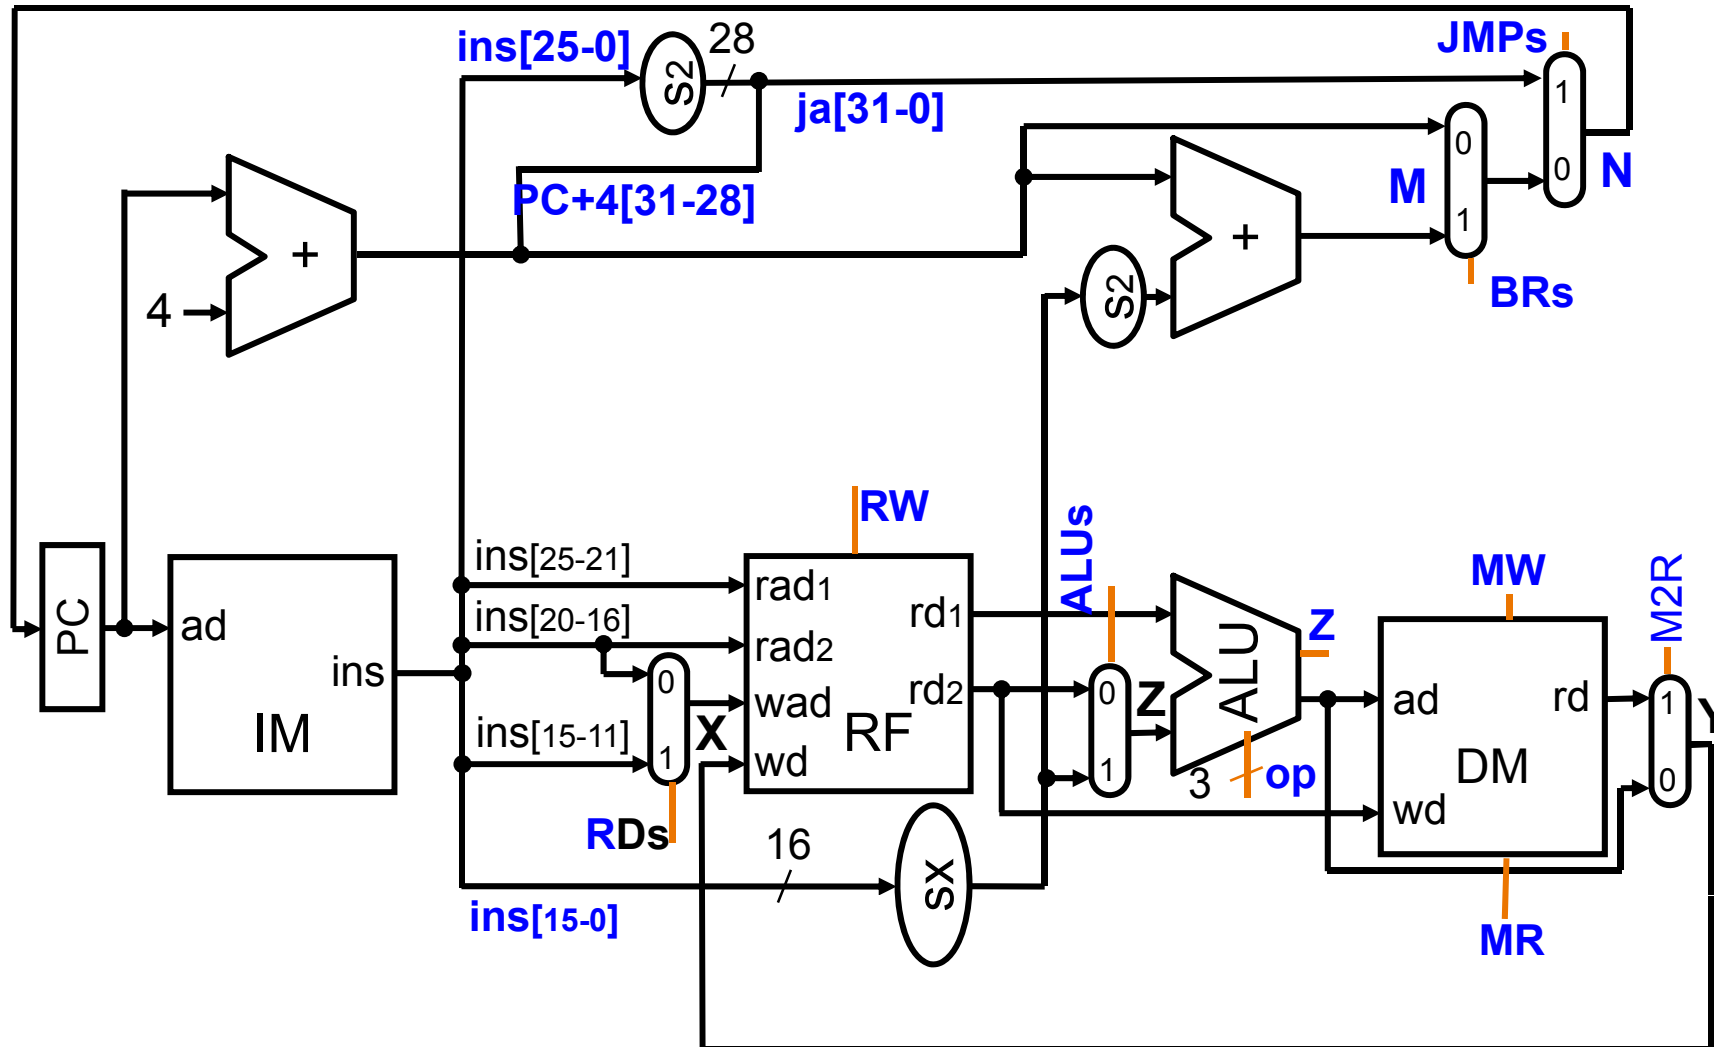 ins[25-0]
S2
28
JMPs
1
0
N
ja[31-0]
PC+4[31-28]
+
4
0
M
1
BRs
+
S2
RW
ALUs
PC
ad
ins
IM
ins[25-21]
ins[20-16]
ins[15-11]
0
1
X
RDs
rad1
rad2
wad
wd
rd1
rd2
RF
0
1
Z
ALU
Z
3
op
MW
ad
rd
DM
wd
MR
M2R
1
0
Y
16
sx
ins[15-0]